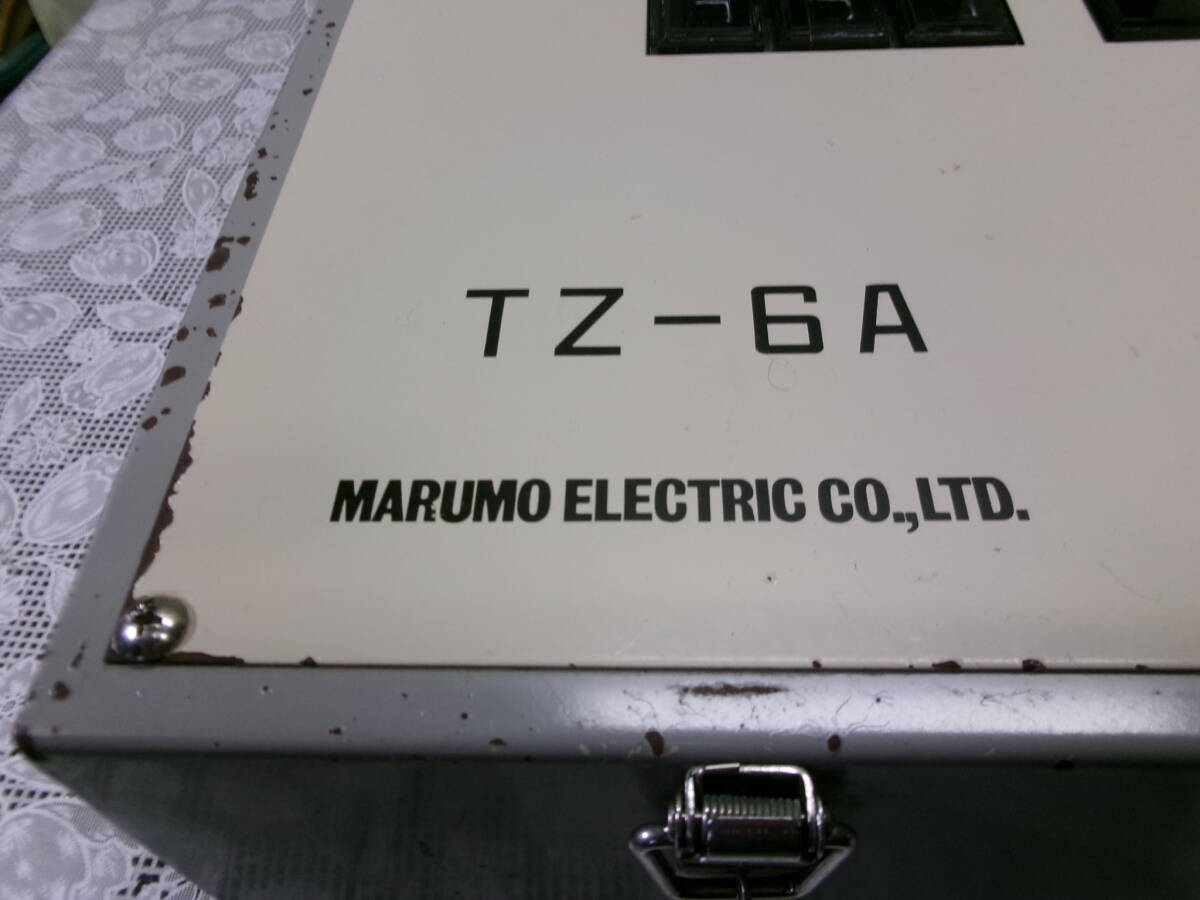 TZ-6A
MARUMO ELECTRIC CO.,LTD.